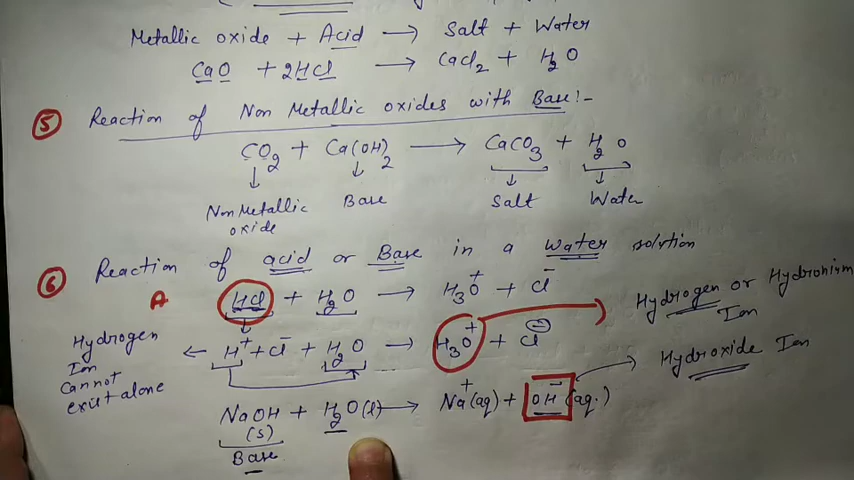 Metallic oxide + Acid → Salt + Water
CaO + 2HCl → CaCl2 + H2O
5 Reaction of Non Metallic oxides with Base:-
CO2 + Ca(OH)2 → CaCO3 + H2O
Non Metallic oxide Base Salt Water
6 Reaction of acid or Base in a water solution
A HCl + H2O → H3O+ + Cl-
Hydrogen or Hydronium
Ion
Hydrogen
Ion
cannot
exist alone
← H+ + Cl- + H2O → H3O+ + Cl-
Hydroxide Ion
NaOH (s) + H2O(l) → Na+(aq) + OH-(aq.)
Base